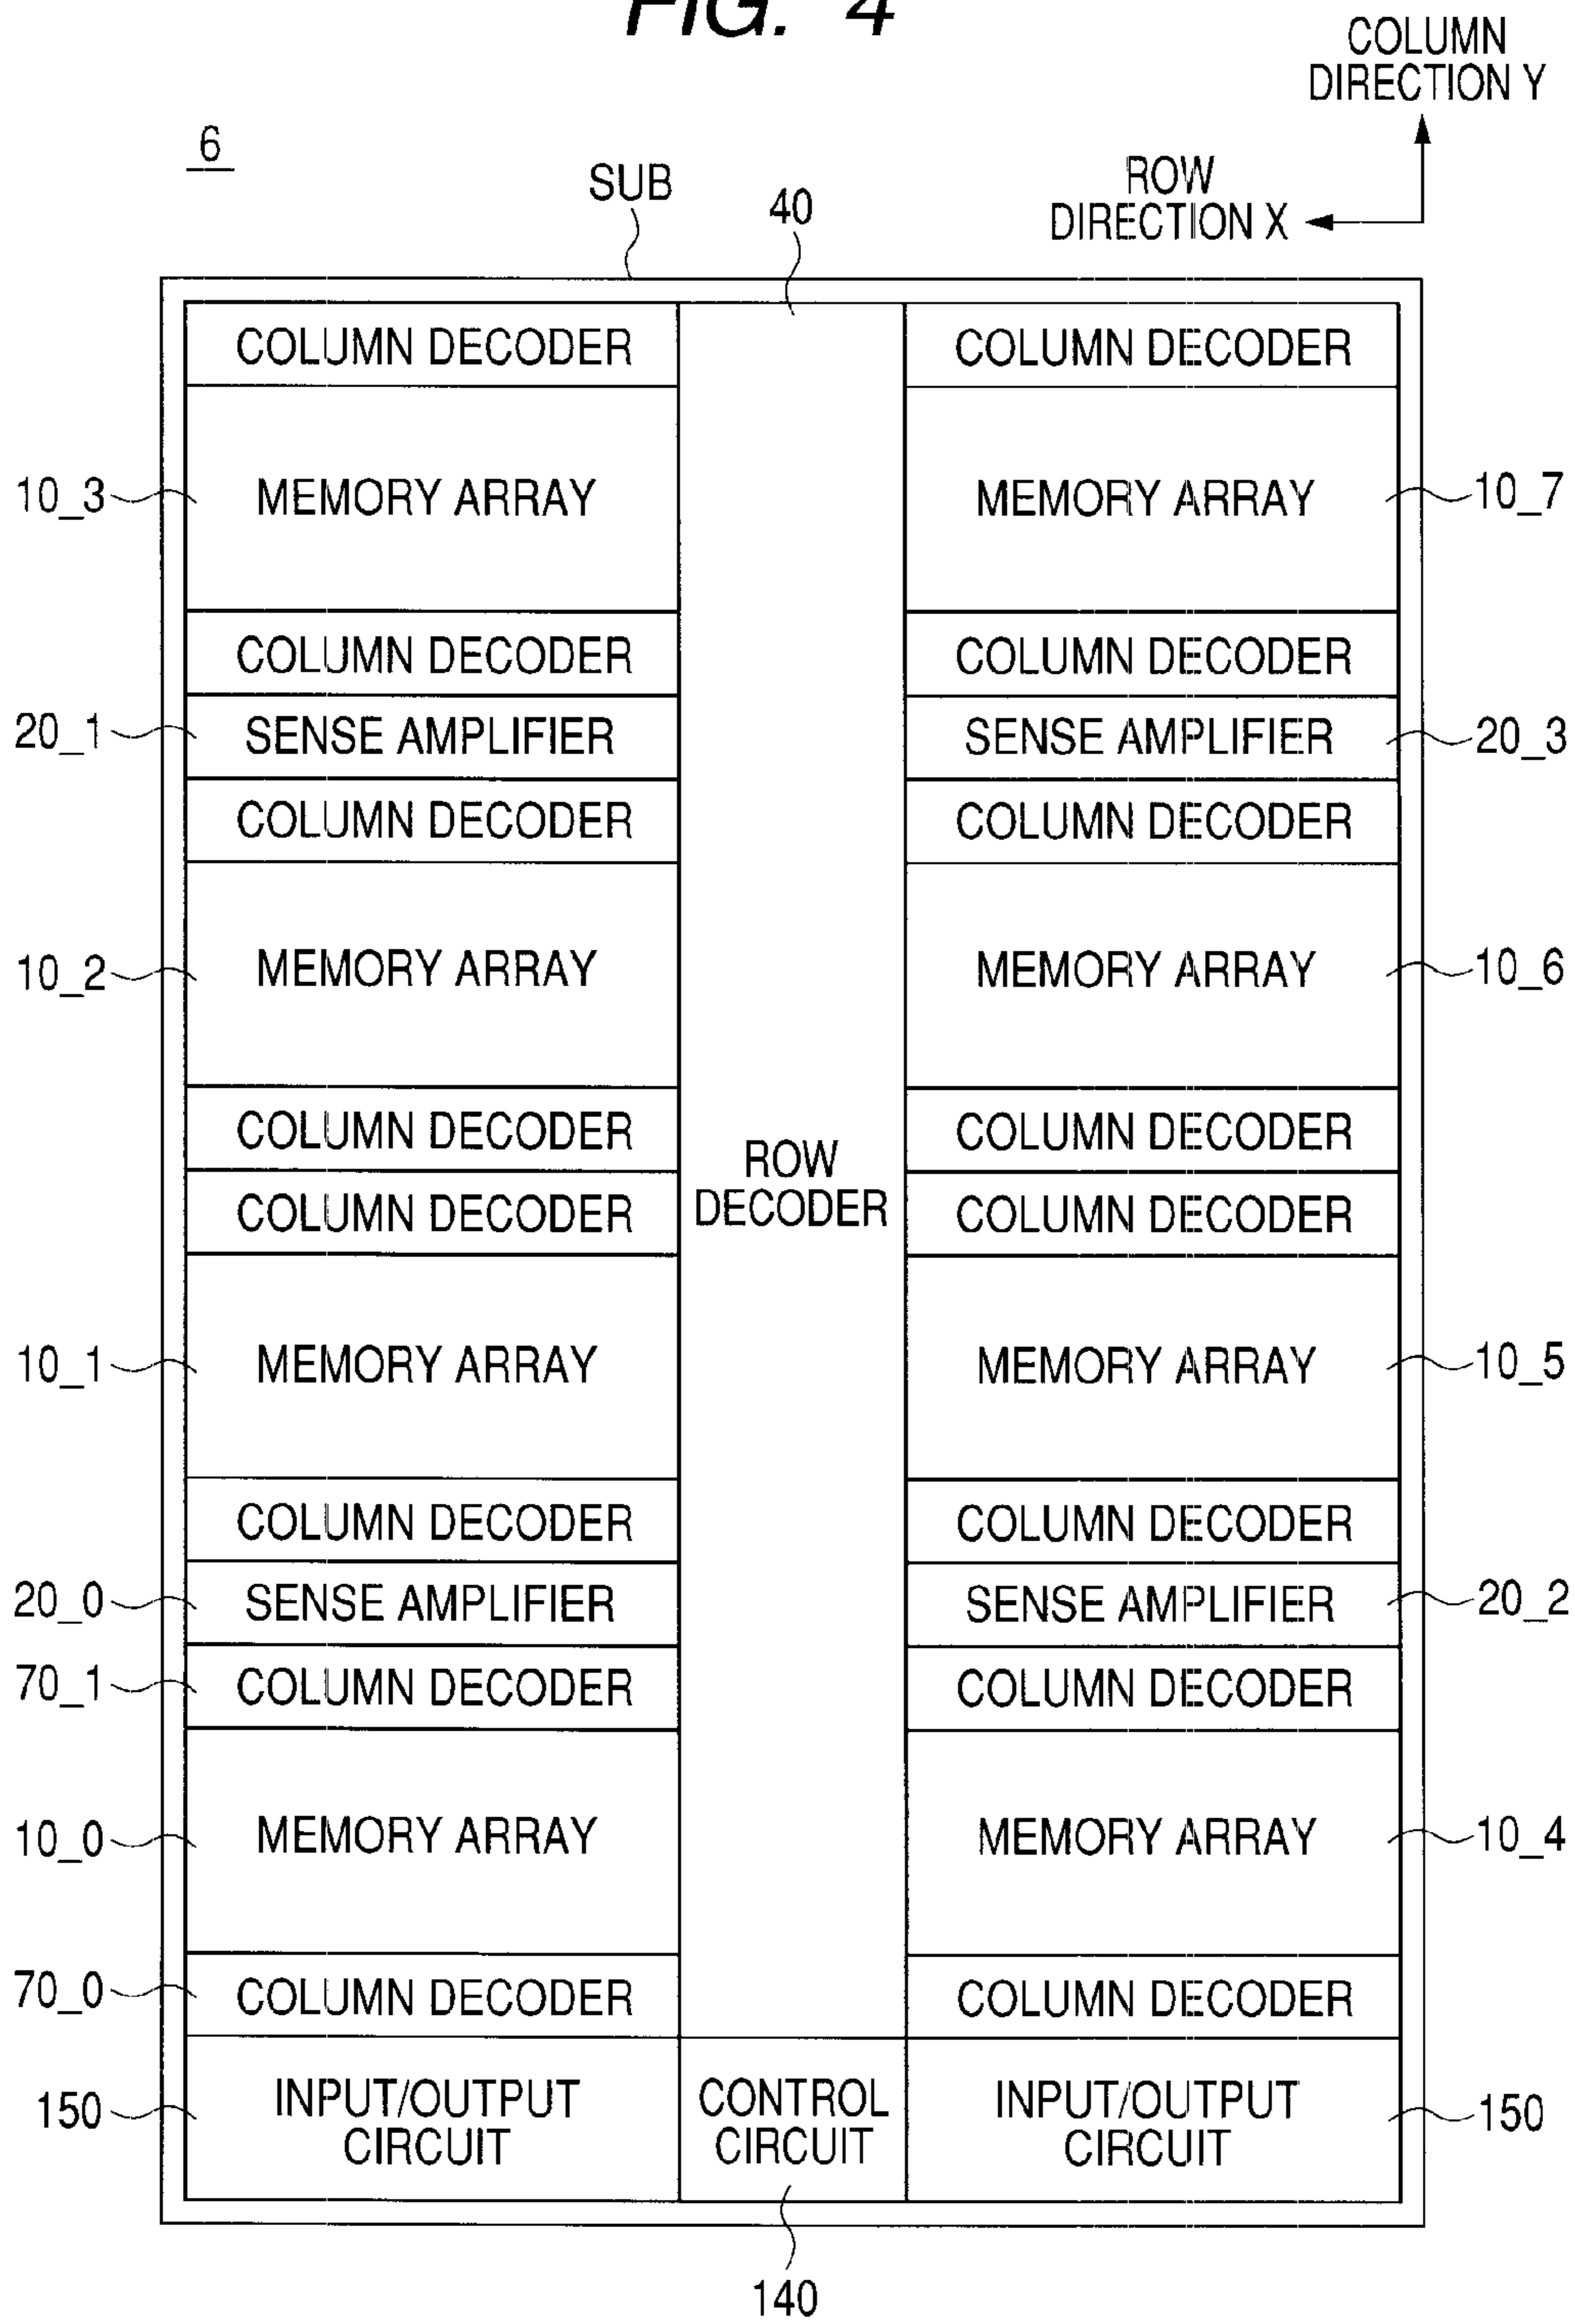 FIG. 4
COLUMN
DIRECTION Y
6
SUB
40
ROW
DIRECTION X
COLUMN DECODER
COLUMN DECODER
10_3
MEMORY ARRAY
MEMORY ARRAY
10_7
COLUMN DECODER
COLUMN DECODER
20_1
SENSE AMPLIFIER
SENSE AMPLIFIER
20_3
COLUMN DECODER
COLUMN DECODER
10_2
MEMORY ARRAY
MEMORY ARRAY
10_6
COLUMN DECODER
COLUMN DECODER
ROW
DECODER
COLUMN DECODER
COLUMN DECODER
10_1
MEMORY ARRAY
MEMORY ARRAY
10_5
COLUMN DECODER
COLUMN DECODER
20_0
SENSE AMPLIFIER
SENSE AMPLIFIER
20_2
70_1
COLUMN DECODER
COLUMN DECODER
10_0
MEMORY ARRAY
MEMORY ARRAY
10_4
70_0
COLUMN DECODER
COLUMN DECODER
150
INPUT/OUTPUT
CIRCUIT
CONTROL
CIRCUIT
INPUT/OUTPUT
CIRCUIT
150
140